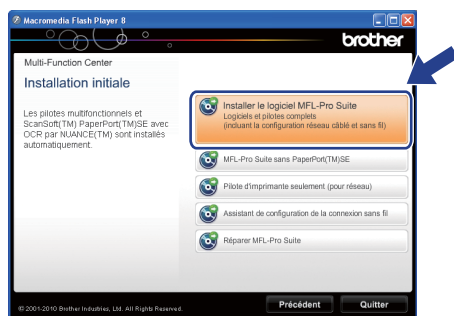 Macromedia Flash Player 8
brother
Multi-Function Center
Installation initiale
Les pilotes multifonctionnels et
ScanSoft(TM) PaperPort(TM)SE avec
OCR par NUANCE(TM) sont installés
automatiquement.
Installer le logiciel MFL-Pro Suite
Logiciels et pilotes complets
(incluant la configuration réseau câblé et sans fil)
MFL-Pro Suite sans PaperPort(TM)SE
Pilote d'imprimante seulement (pour réseau)
Assistant de configuration de la connexion sans fil
Réparer MFL-Pro Suite
© 2001-2010 Brother Industries, Ltd. All Rights Reserved.
Précédent
Quitter